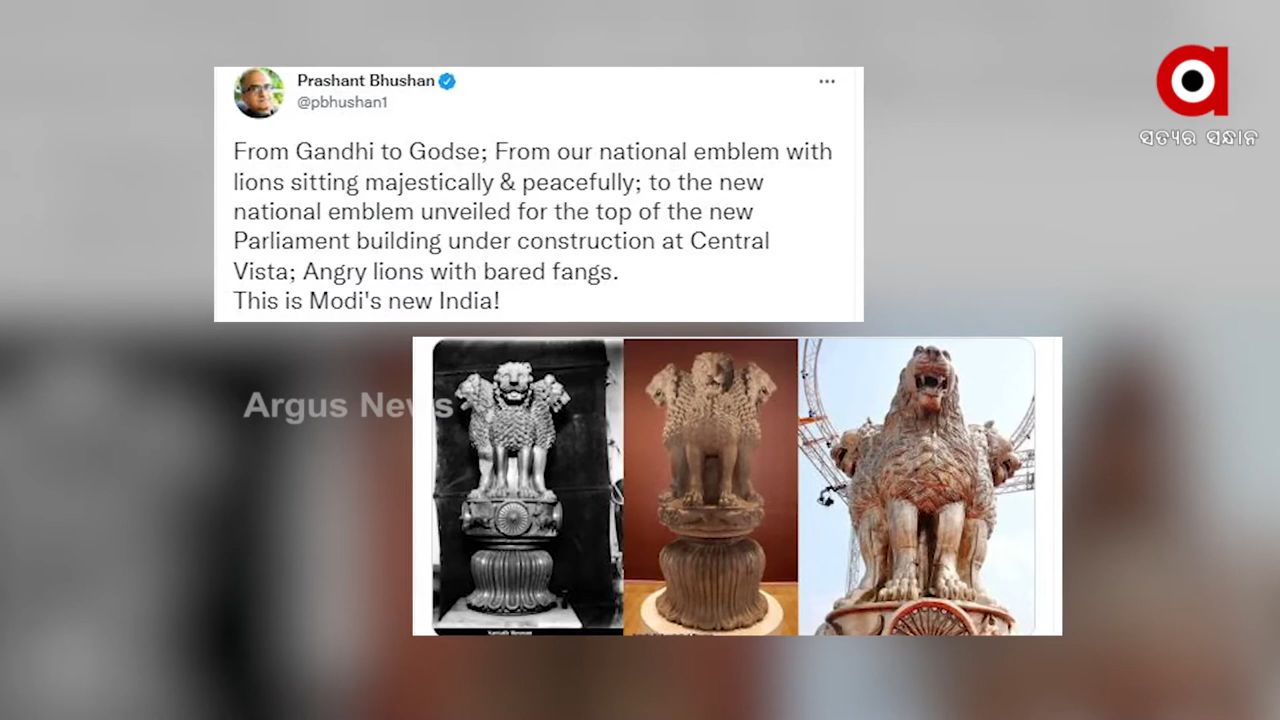 Prashant Bhushan
@pbhushan1
ସତ୍ୟର ସନ୍ଧାନ
From Gandhi to Godse; From our national emblem with
lions sitting majestically & peacefully; to the new
national emblem unveiled for the top of the new
Parliament building under construction at Central
Vista; Angry lions with bared fangs.
This is Modi's new India!
Argus News